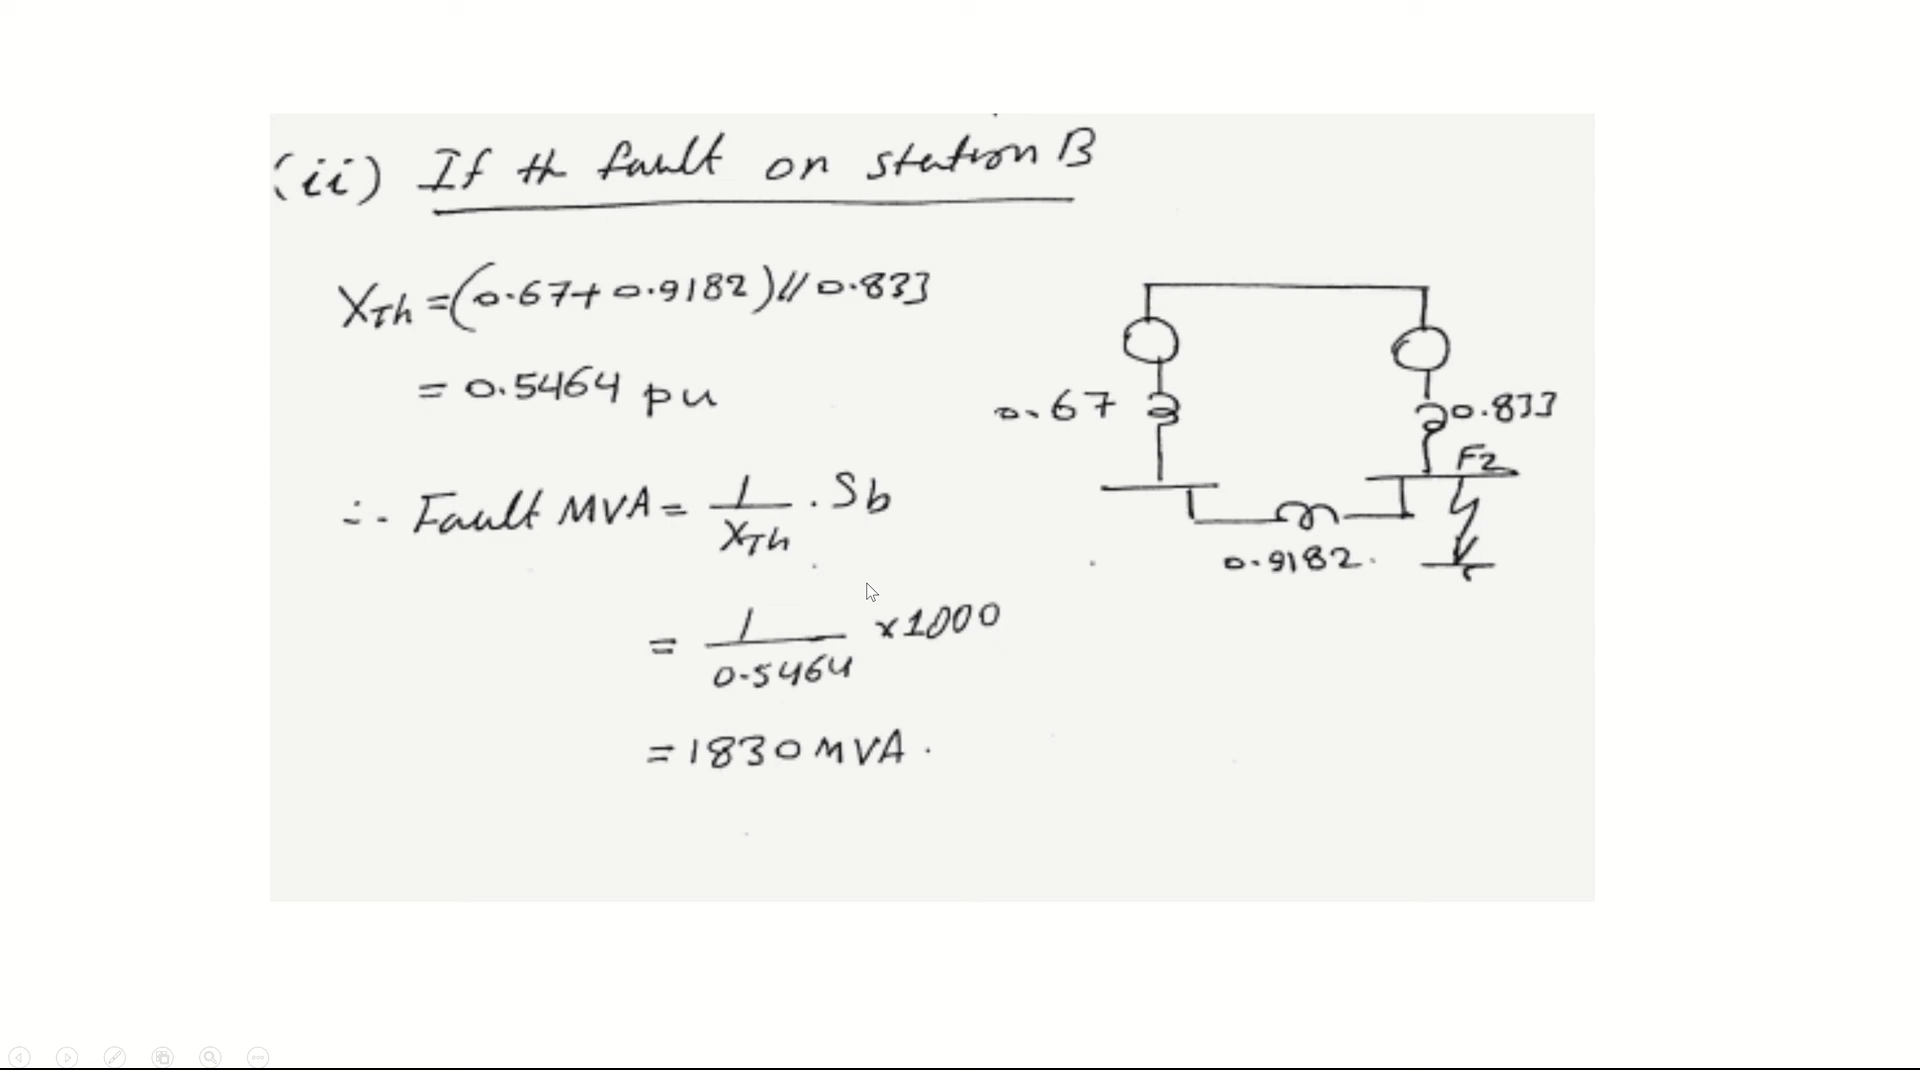 (ii) If th fault on station B
XTh = (0.67+0.9182)//0.833
= 0.5464 pu
∴ Fault MVA = 1/XTh . Sb
= 1/0.5464 x1000
= 1830 MVA.
0.67
0.833
F2
0.9182